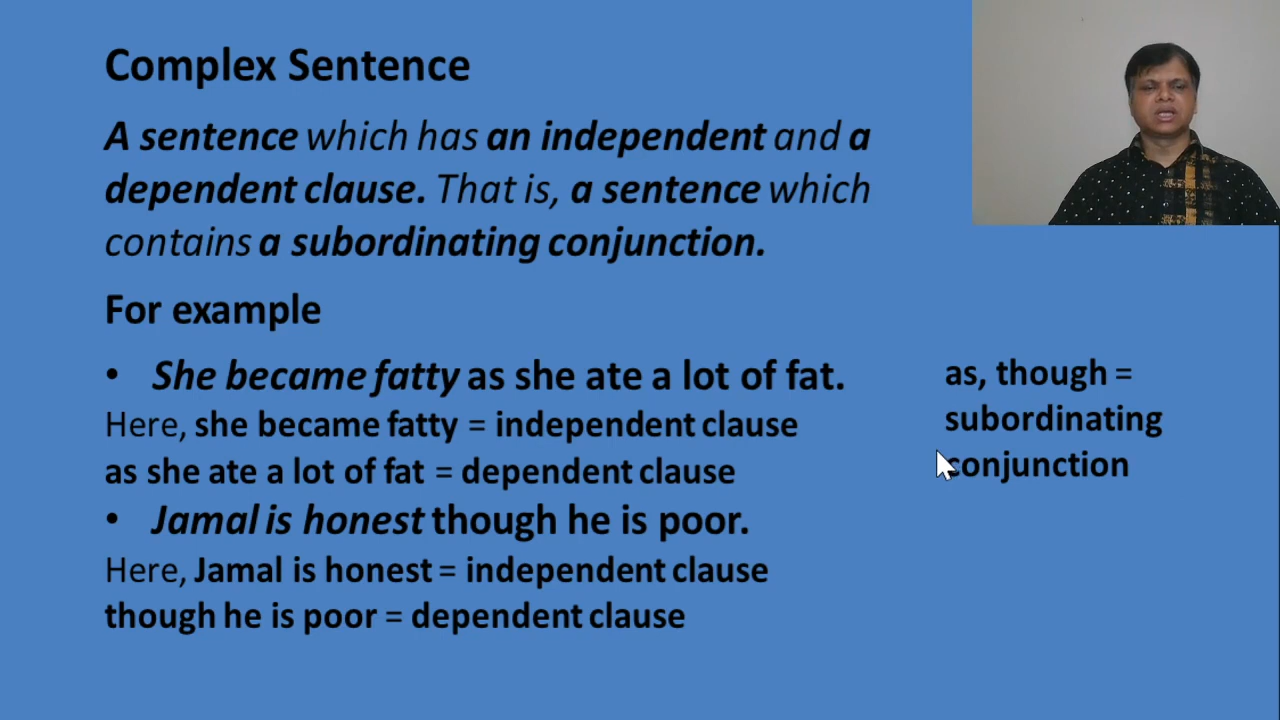 Complex Sentence
A sentence which has an independent and a
dependent clause. That is, a sentence which
contains a subordinating conjunction.
For example
• She became fatty as she ate a lot of fat.
Here, she became fatty = independent clause
as she ate a lot of fat = dependent clause
• Jamal is honest though he is poor.
Here, Jamal is honest = independent clause
though he is poor = dependent clause
as, though =
subordinating
conjunction